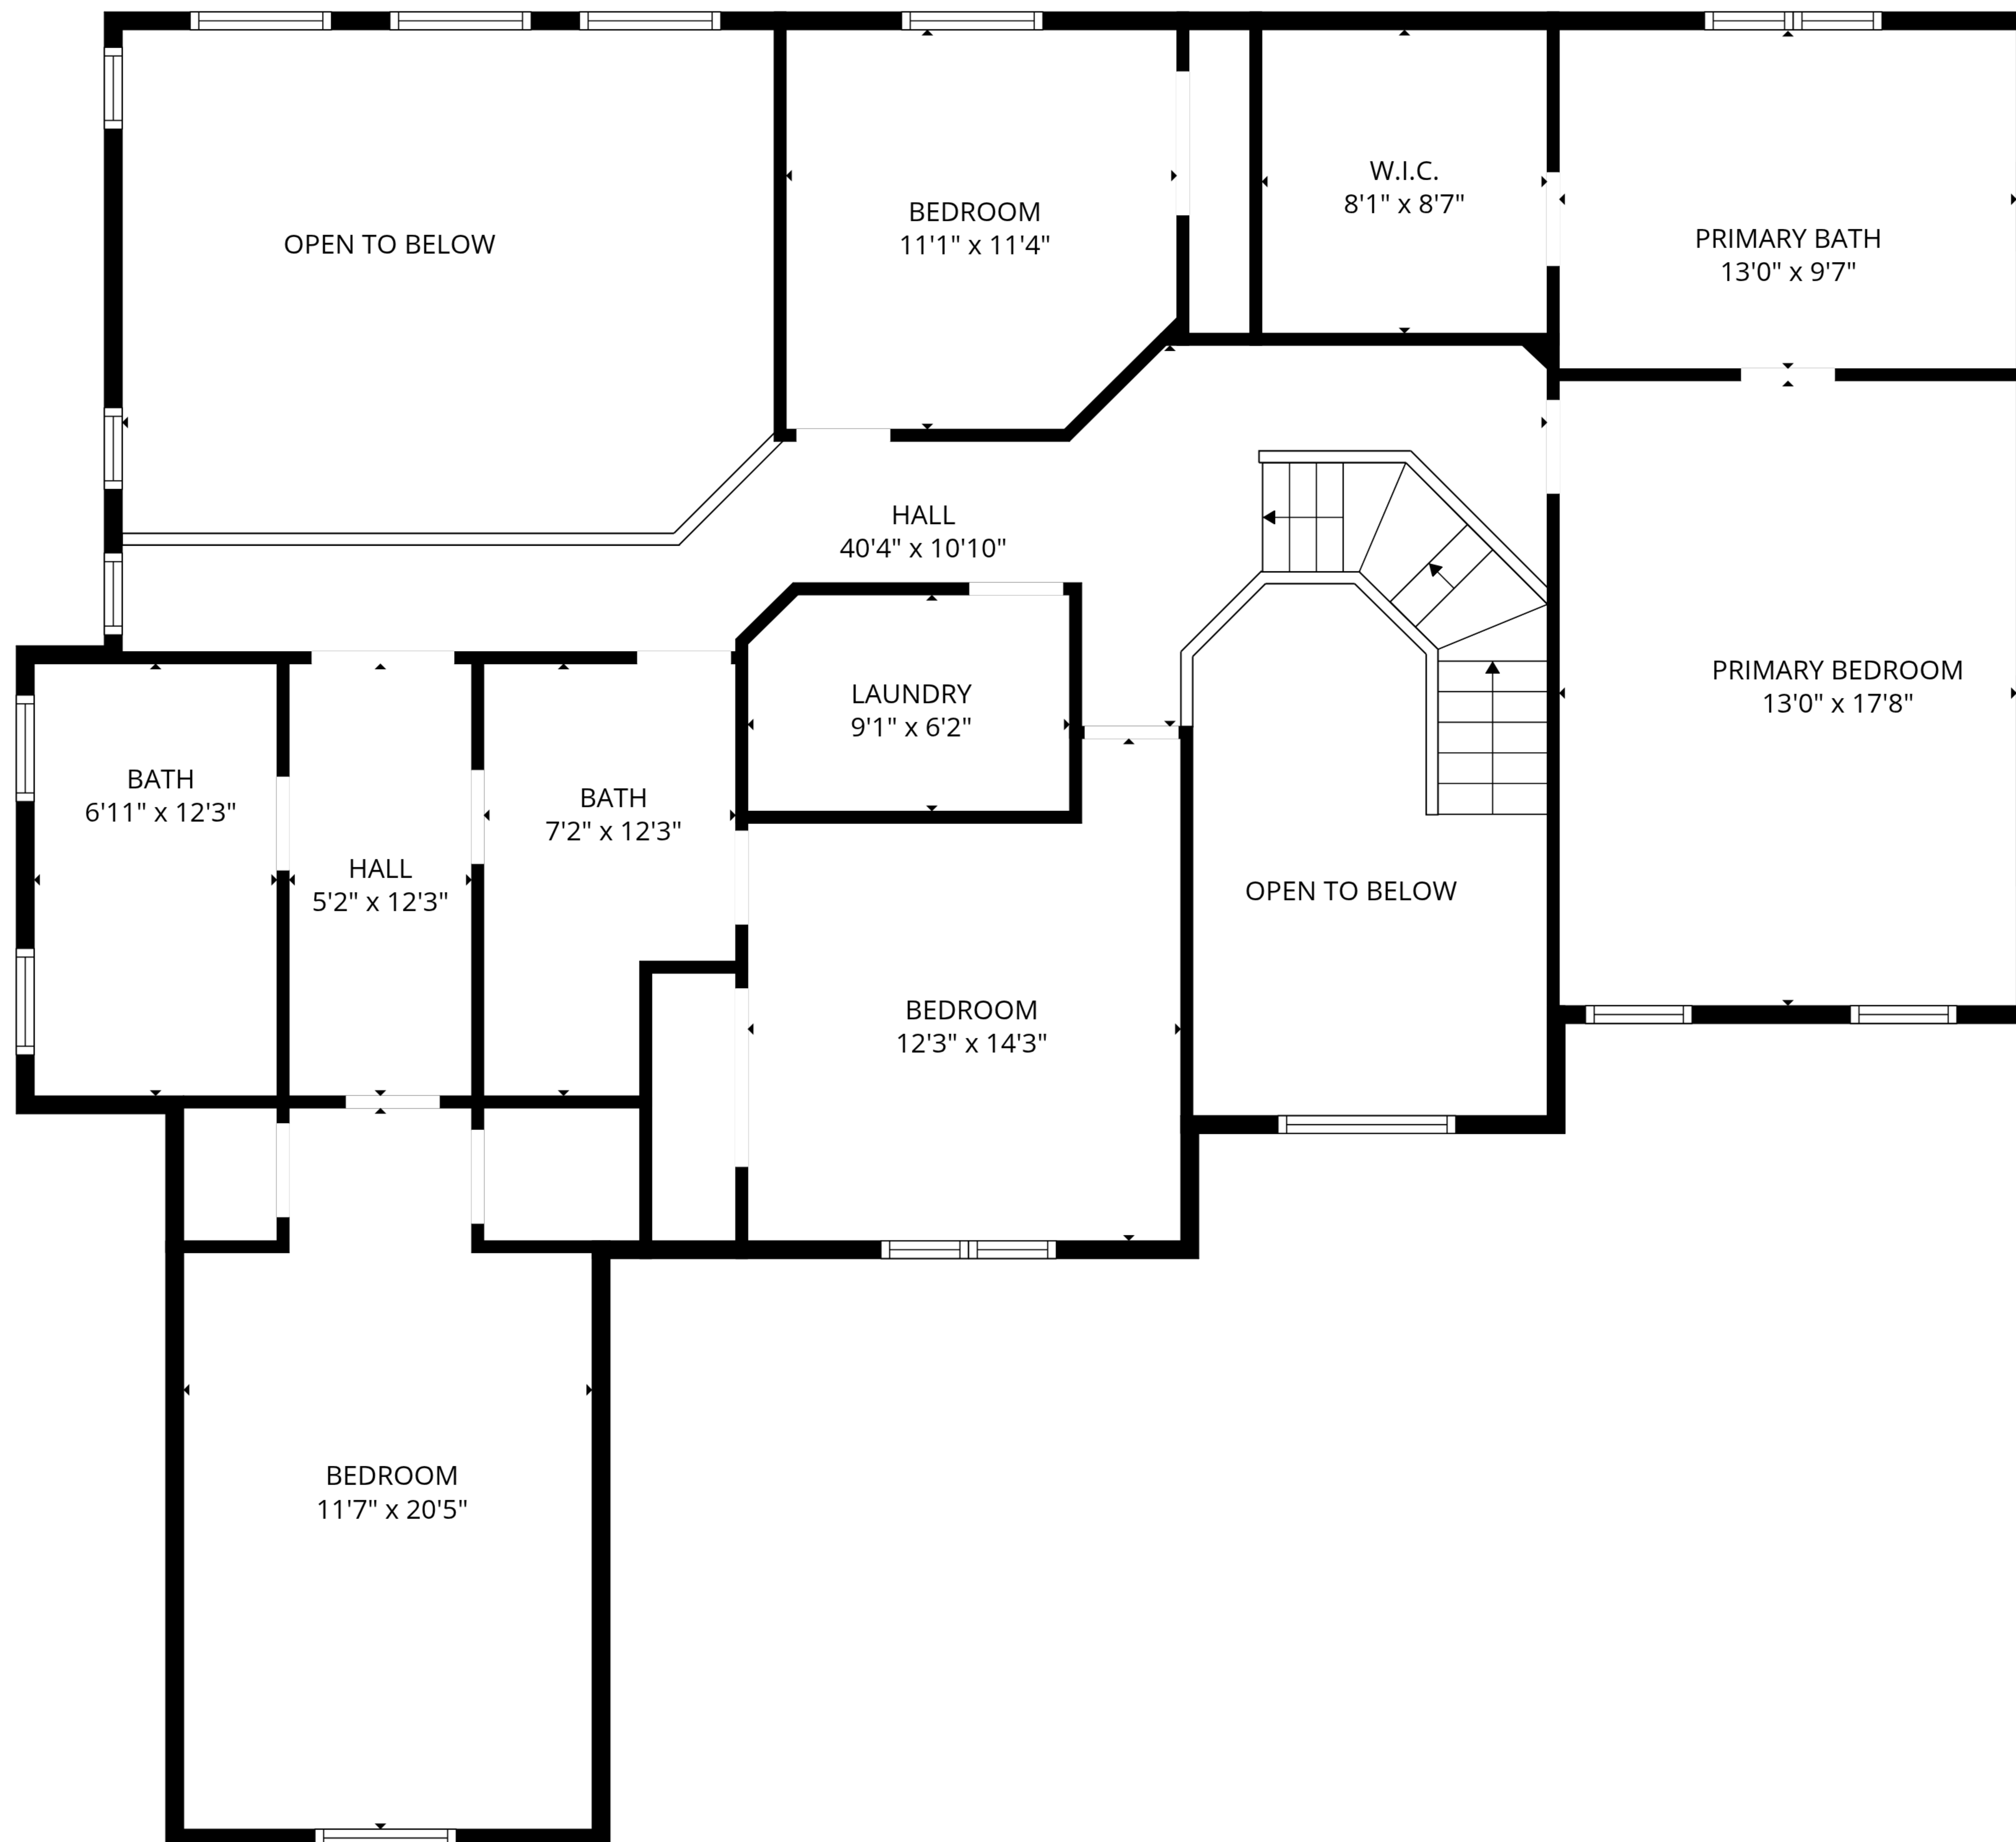 OPEN TO BELOW
BEDROOM
11'1" x 11'4"
W.I.C.
8'1" x 8'7"
PRIMARY BATH
13'0" x 9'7"
HALL
40'4" x 10'10"
PRIMARY BEDROOM
13'0" x 17'8"
LAUNDRY
9'1" x 6'2"
BATH
6'11" x 12'3"
BATH
7'2" x 12'3"
HALL
5'2" x 12'3"
OPEN TO BELOW
BEDROOM
12'3" x 14'3"
BEDROOM
11'7" x 20'5"